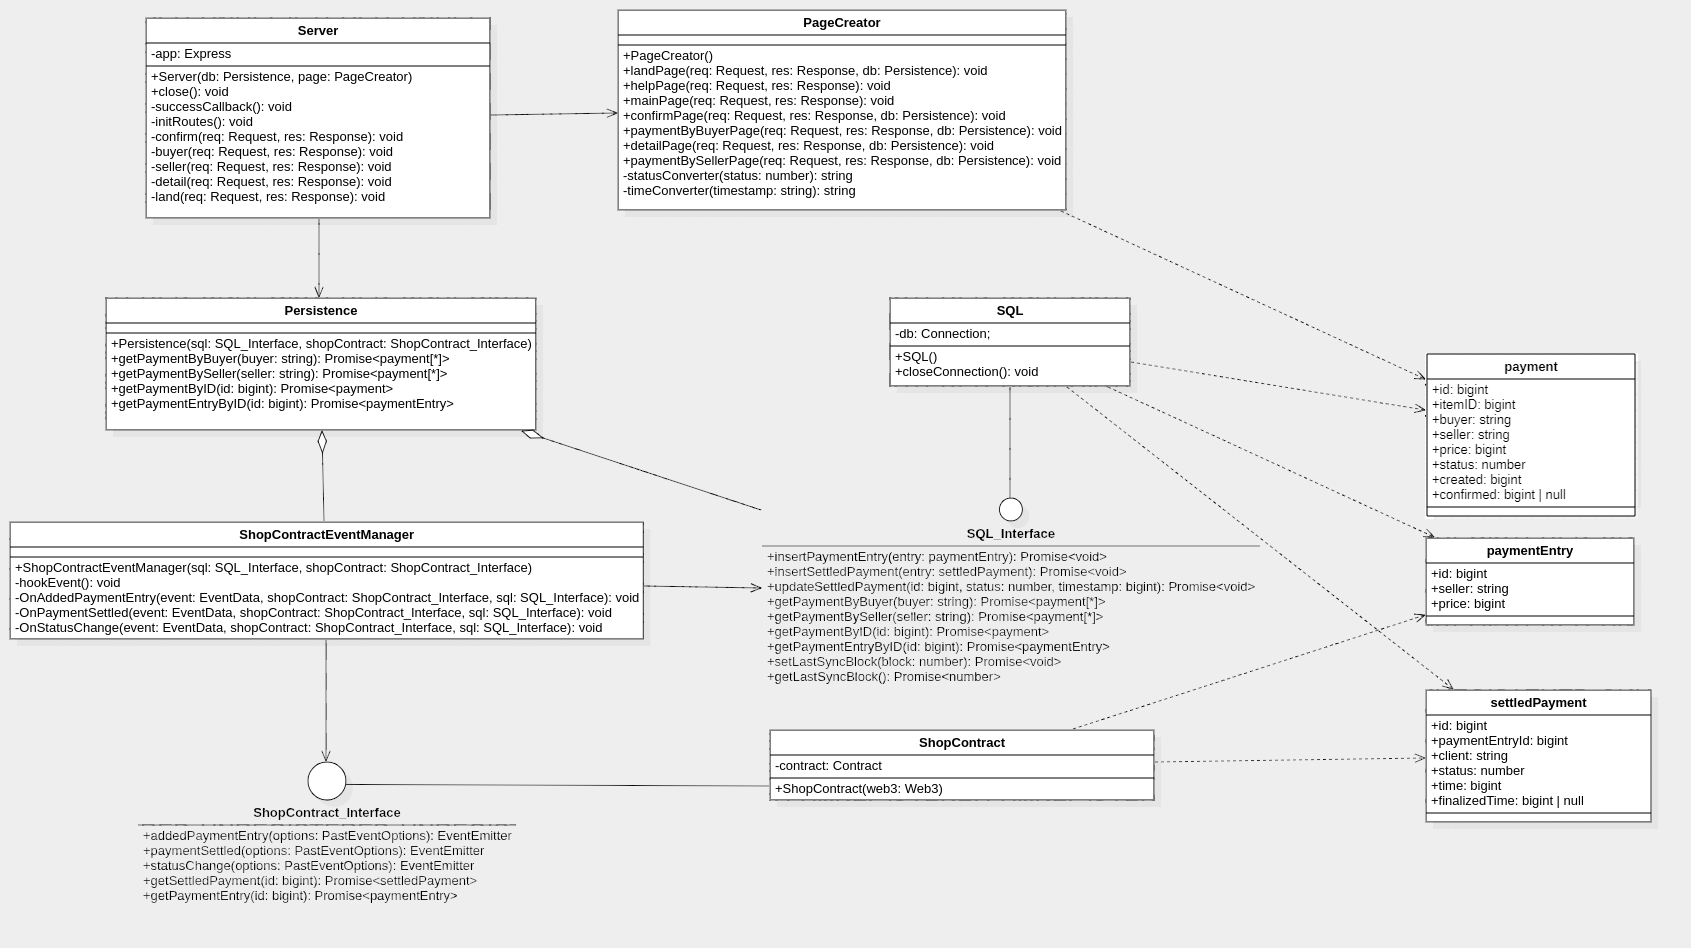 Server
-app: Express
+Server(db: Persistence, page: PageCreator)
+close(): void
-successCallback(): void
-initRoutes(): void
-confirm(req: Request, res: Response): void
-buyer(req: Request, res: Response): void
-seller(req: Request, res: Response): void
-detail(req: Request, res: Response): void
-land(req: Request, res: Response): void
PageCreator
+PageCreator()
+landPage(req: Request, res: Response, db: Persistence): void
+helpPage(req: Request, res: Response): void
+mainPage(req: Request, res: Response): void
+confirmPage(req: Request, res: Response, db: Persistence): void
+paymentByBuyerPage(req: Request, res: Response, db: Persistence): void
+detailPage(req: Request, res: Response, db: Persistence): void
+paymentBySellerPage(req: Request, res: Response, db: Persistence): void
-statusConverter(status: number): string
-timeConverter(timestamp: string): string
Persistence
+Persistence(sql: SQL_Interface, shopContract: ShopContract_Interface)
+getPaymentByBuyer(buyer: string): Promise<payment[*]>
+getPaymentBySeller(seller: string): Promise<payment[*]>
+getPaymentByID(id: bigint): Promise<payment>
+getPaymentEntryByID(id: bigint): Promise<paymentEntry>
SQL
-db: Connection;
+SQL()
+closeConnection(): void
payment
+id: bigint
+itemID: bigint
+buyer: string
+seller: string
+price: bigint
+status: number
+created: bigint
+confirmed: bigint | null
ShopContractEventManager
+ShopContractEventManager(sql: SQL_Interface, shopContract: ShopContract_Interface)
-hookEvent(): void
-OnAddedPaymentEntry(event: EventData, shopContract: ShopContract_Interface, sql: SQL_Interface): void
-OnPaymentSettled(event: EventData, shopContract: ShopContract_Interface, sql: SQL_Interface): void
-OnStatusChange(event: EventData, shopContract: ShopContract_Interface, sql: SQL_Interface): void
SQL_Interface
+insertPaymentEntry(entry: paymentEntry): Promise<void>
+insertSettledPayment(entry: settledPayment): Promise<void>
+updateSettledPayment(id: bigint, status: number, timestamp: bigint): Promise<void>
+getPaymentByBuyer(buyer: string): Promise<payment[*]>
+getPaymentBySeller(seller: string): Promise<payment[*]>
+getPaymentByID(id: bigint): Promise<payment>
+getPaymentEntryByID(id: bigint): Promise<paymentEntry>
+setLastSyncBlock(block: number): Promise<void>
+getLastSyncBlock(): Promise<number>
paymentEntry
+id: bigint
+seller: string
+price: bigint
settledPayment
+id: bigint
+paymentEntryId: bigint
+client: string
+status: number
+time: bigint
+finalizedTime: bigint | null
ShopContract
-contract: Contract
+ShopContract(web3: Web3)
ShopContract_Interface
+addedPaymentEntry(options: PastEventOptions): EventEmitter
+paymentSettled(options: PastEventOptions): EventEmitter
+statusChange(options: PastEventOptions): EventEmitter
+getSettledPayment(id: bigint): Promise<settledPayment>
+getPaymentEntry(id: bigint): Promise<paymentEntry>